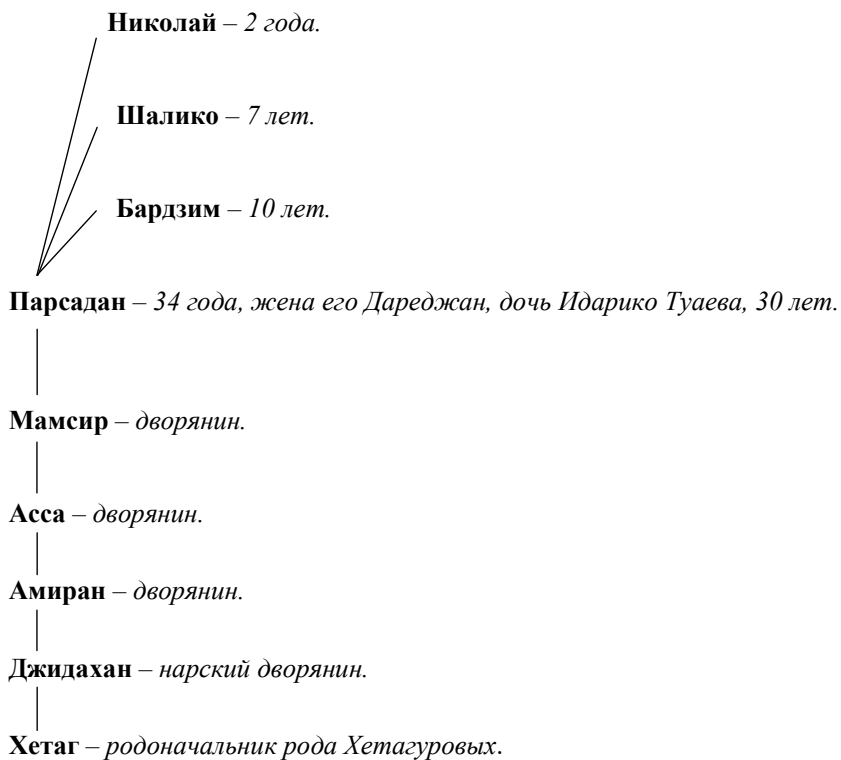 Николай – 2 года.
Шалико – 7 лет.
Бардзим – 10 лет.
Парсадан – 34 года, жена его Дареджан, дочь Идарико Туаева, 30 лет.
Мамсир – дворянин.
Асса – дворянин.
Амиран – дворянин.
Джидахан – нарский дворянин.
Хетаг – родоначальник рода Хетагуровых.